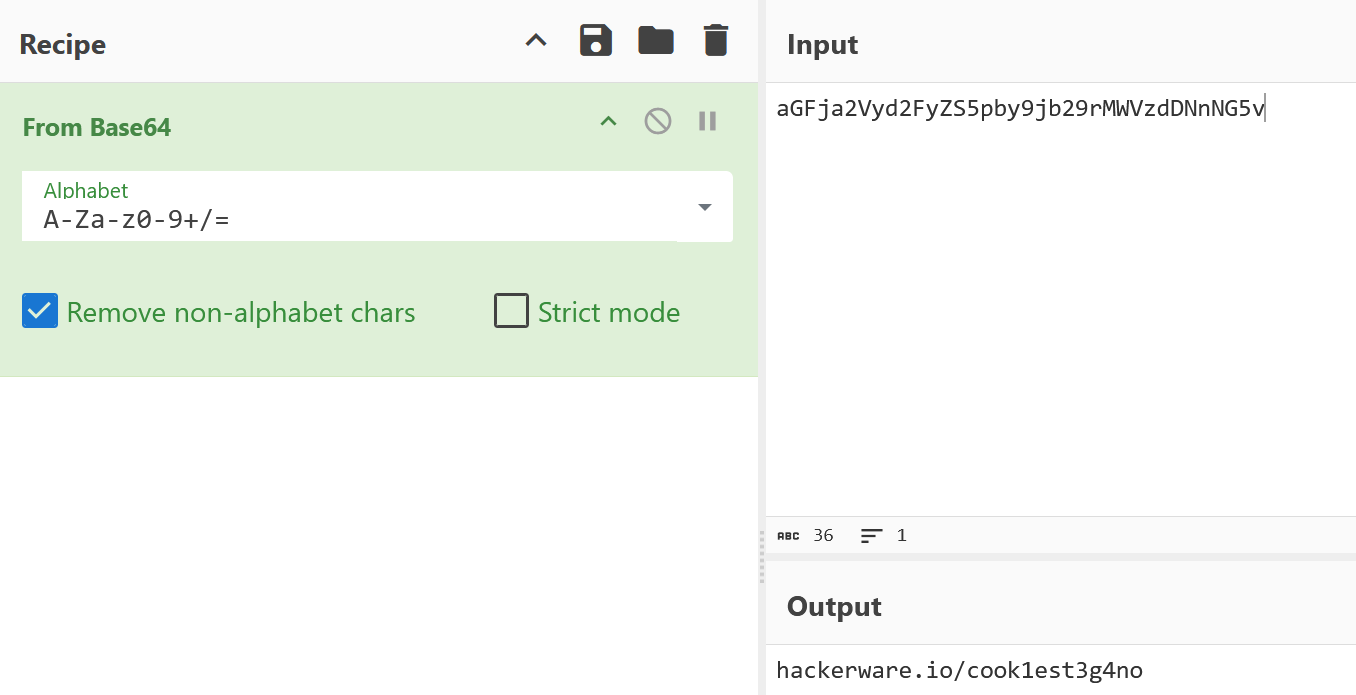 Recipe
From Base64
Alphabet
A-Za-z0-9+/=
Remove non-alphabet chars
Strict mode
Input
aGFja2Vyd2FyZS5pby9jb29rMWVzdDNnNG5v
ABC 36 1
Output
hackerware.io/cook1est3g4no